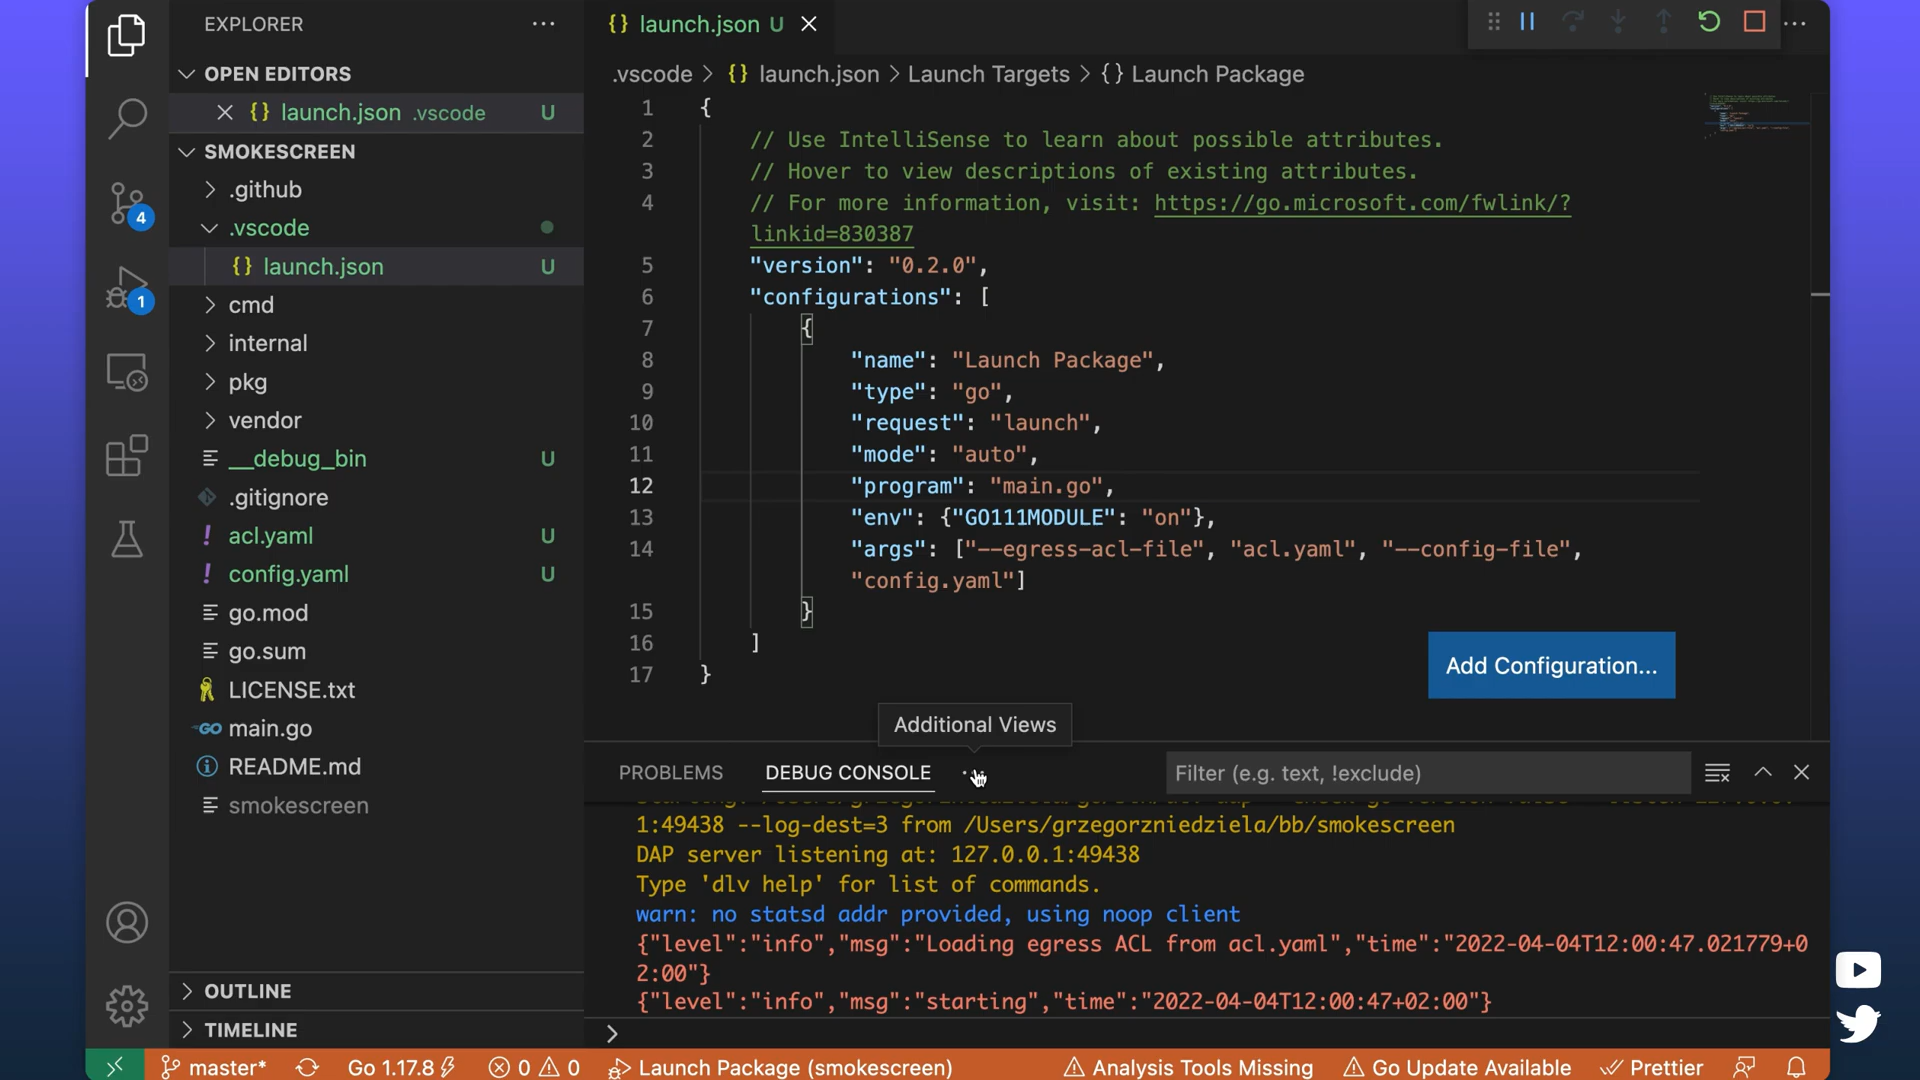 EXPLORER
OPEN EDITORS
launch.json .vscode U
SMOKESCREEN
.github
.vscode
launch.json U
cmd
internal
pkg
vendor
__debug_bin U
.gitignore
acl.yaml U
config.yaml U
go.mod
go.sum
LICENSE.txt
main.go
README.md
smokescreen
OUTLINE
TIMELINE
4
1
launch.json U
.vscode > {} launch.json > Launch Targets > {} Launch Package
1 {
2 // Use IntelliSense to learn about possible attributes.
3 // Hover to view descriptions of existing attributes.
4 // For more information, visit: https://go.microsoft.com/fwlink/?
linkid=830387
5 "version": "0.2.0",
6 "configurations": [
7 {
8 "name": "Launch Package",
9 "type": "go",
10 "request": "launch",
11 "mode": "auto",
12 "program": "main.go",
13 "env": {"GO111MODULE": "on"},
14 "args": ["--egress-acl-file", "acl.yaml", "--config-file",
"config.yaml"]
15 }
16 ]
17 }
Add Configuration...
Additional Views
PROBLEMS DEBUG CONSOLE
Filter (e.g. text, !exclude)
1:49438 --log-dest=3 from /Users/grzegorzniedziela/bb/smokescreen
DAP server listening at: 127.0.0.1:49438
Type 'dlv help' for list of commands.
warn: no statsd addr provided, using noop client
{"level":"info","msg":"Loading egress ACL from acl.yaml","time":"2022-04-04T12:00:47.021779+0
2:00"}
{"level":"info","msg":"starting","time":"2022-04-04T12:00:47+02:00"}
master* Go 1.17.8 0 0 Launch Package (smokescreen) Analysis Tools Missing Go Update Available Prettier